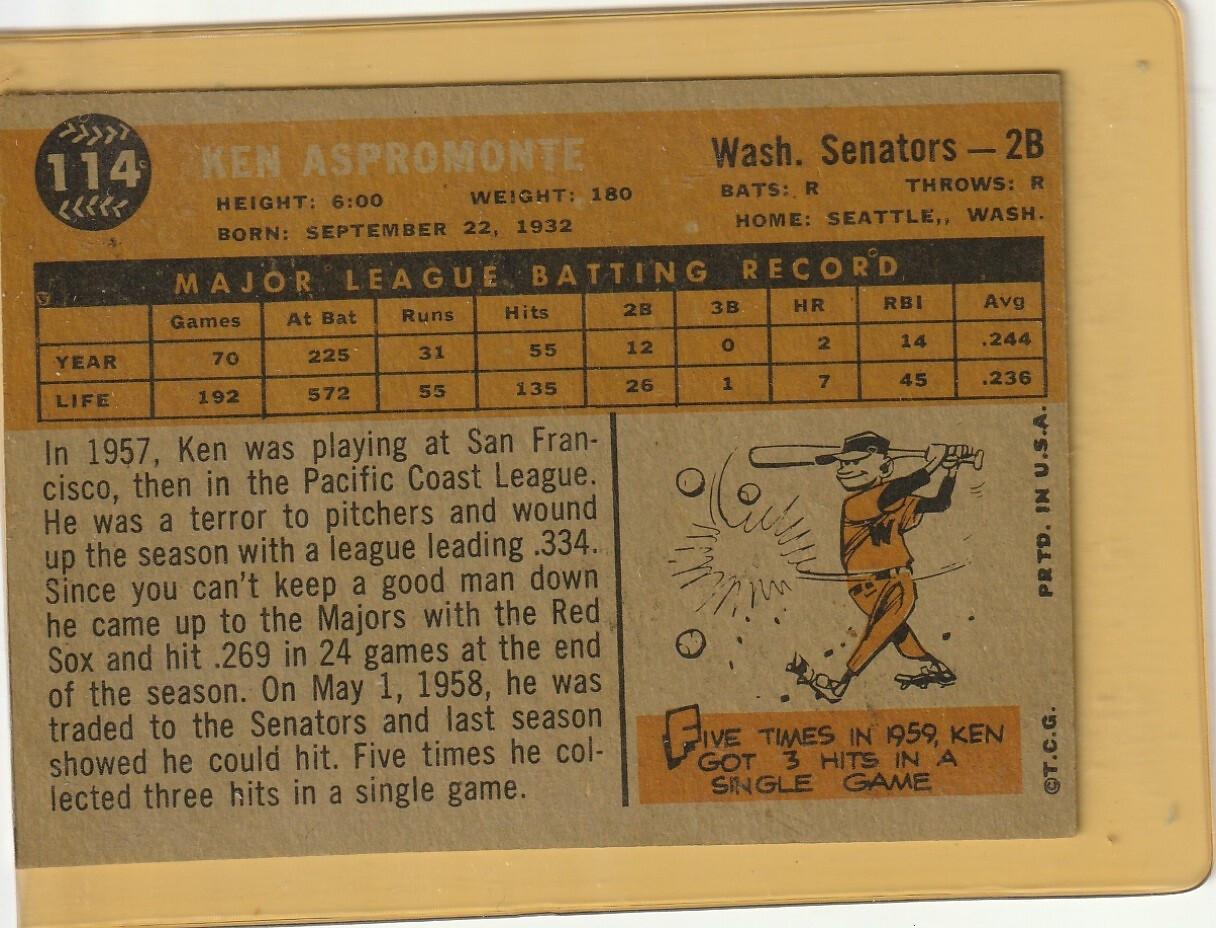 114
KEN ASPROMONTE
Wash. Senators — 2B
HEIGHT: 6:00 WEIGHT: 180
BATS: R THROWS: R
BORN: SEPTEMBER 22, 1932
HOME: SEATTLE,, WASH.
MAJOR LEAGUE BATTING RECORD
Games At Bat Runs Hits 2B 3B HR RBI Avg
YEAR 70 225 31 55 12 0 2 14 .244
LIFE 192 572 55 135 26 1 7 45 .236
In 1957, Ken was playing at San Fran-
cisco, then in the Pacific Coast League.
He was a terror to pitchers and wound
up the season with a league leading .334.
Since you can't keep a good man down
he came up to the Majors with the Red
Sox and hit .269 in 24 games at the end
of the season. On May 1, 1958, he was
traded to the Senators and last season
showed he could hit. Five times he col-
lected three hits in a single game.
W
FIVE TIMES IN 1959, KEN
GOT 3 HITS IN A
SINGLE GAME
©T.C.G. PRTD. IN U.S.A.